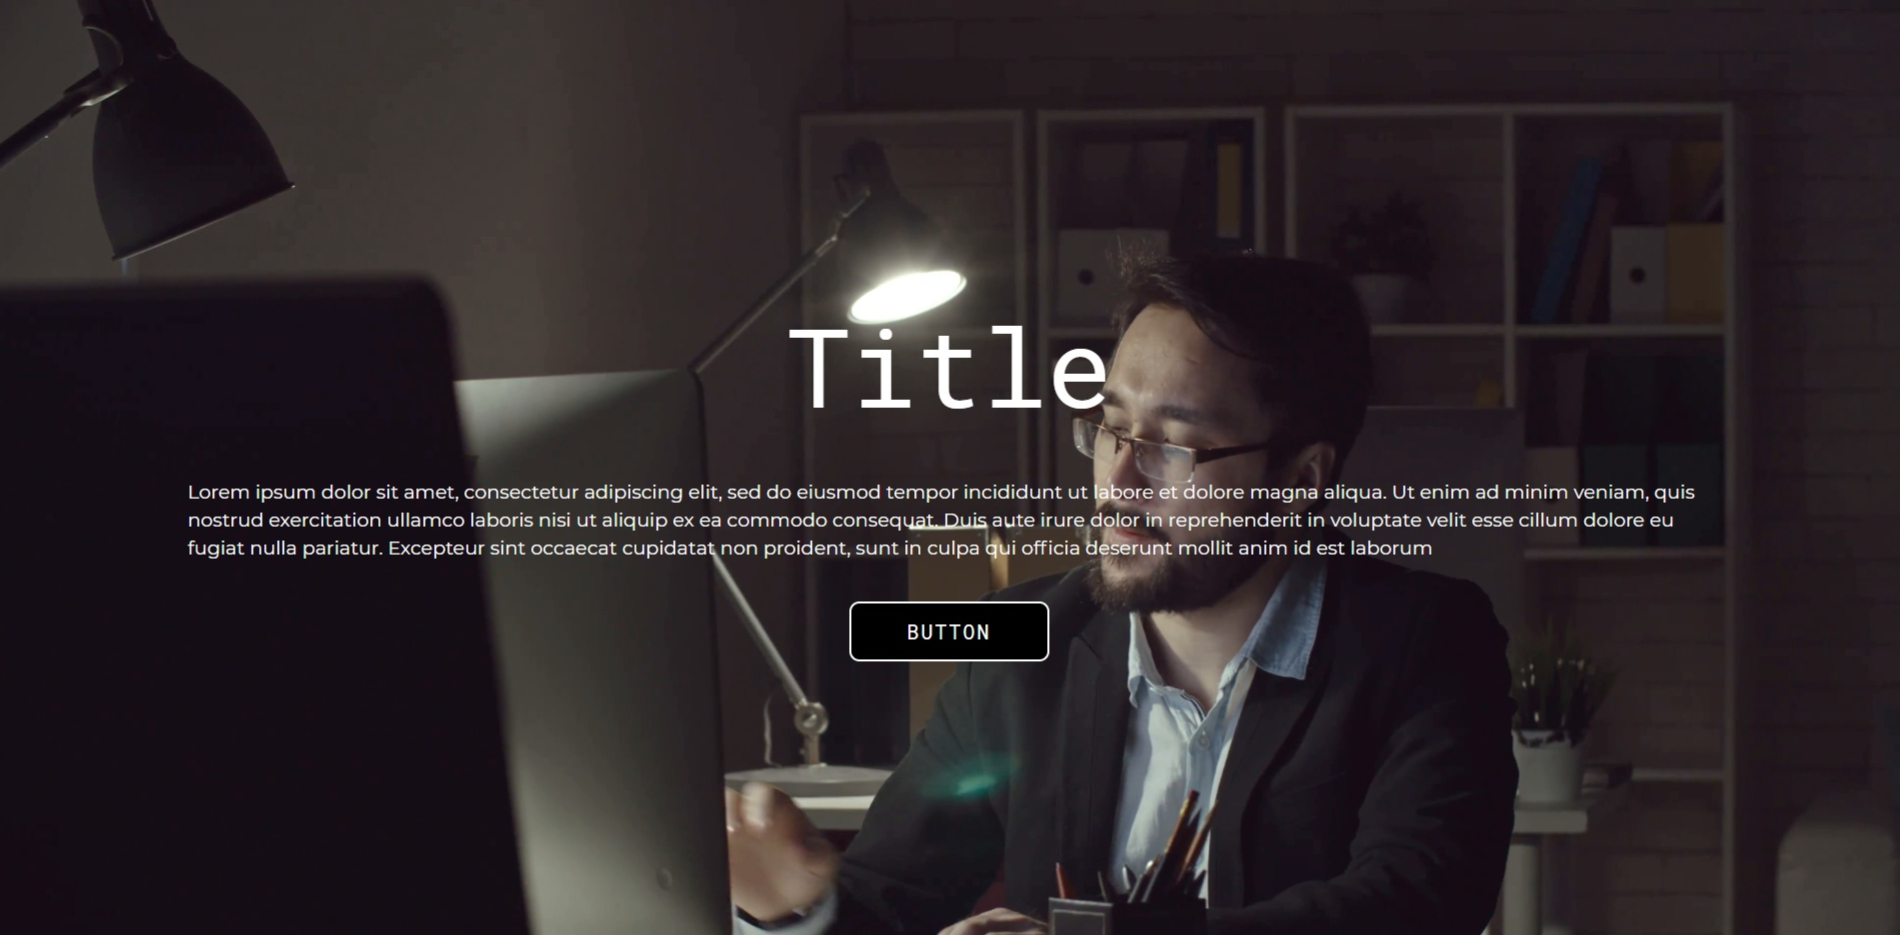 Title
Lorem ipsum dolor sit amet, consectetur adipiscing elit, sed do eiusmod tempor incididunt ut labore et dolore magna aliqua. Ut enim ad minim veniam, quis
nostrud exercitation ullamco laboris nisi ut aliquip ex ea commodo consequat. Duis aute irure dolor in reprehenderit in voluptate velit esse cillum dolore eu
fugiat nulla pariatur. Excepteur sint occaecat cupidatat non proident, sunt in culpa qui officia deserunt mollit anim id est laborum
BUTTON